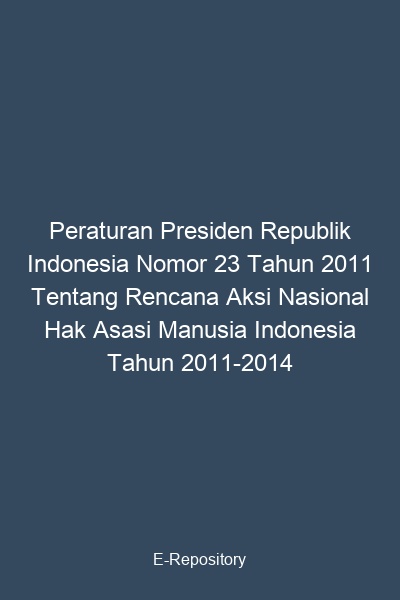 Peraturan Presiden Republik
Indonesia Nomor 23 Tahun 2011
Tentang Rencana Aksi Nasional
Hak Asasi Manusia Indonesia
Tahun 2011-2014
E-Repository